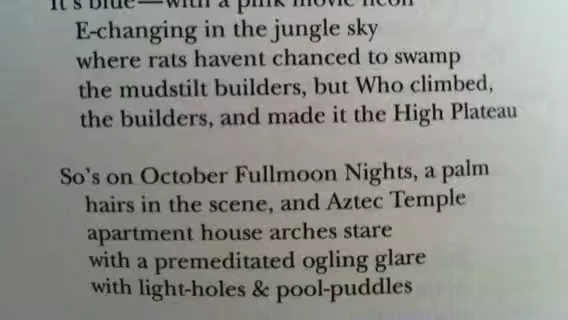 It's blue—with a pink movie neon
E-changing in the jungle sky
where rats havent chanced to swamp
the mudstilt builders, but Who climbed,
the builders, and made it the High Plateau
So's on October Fullmoon Nights, a palm
hairs in the scene, and Aztec Temple
apartment house arches stare
with a premeditated ogling glare
with light-holes & pool-puddles